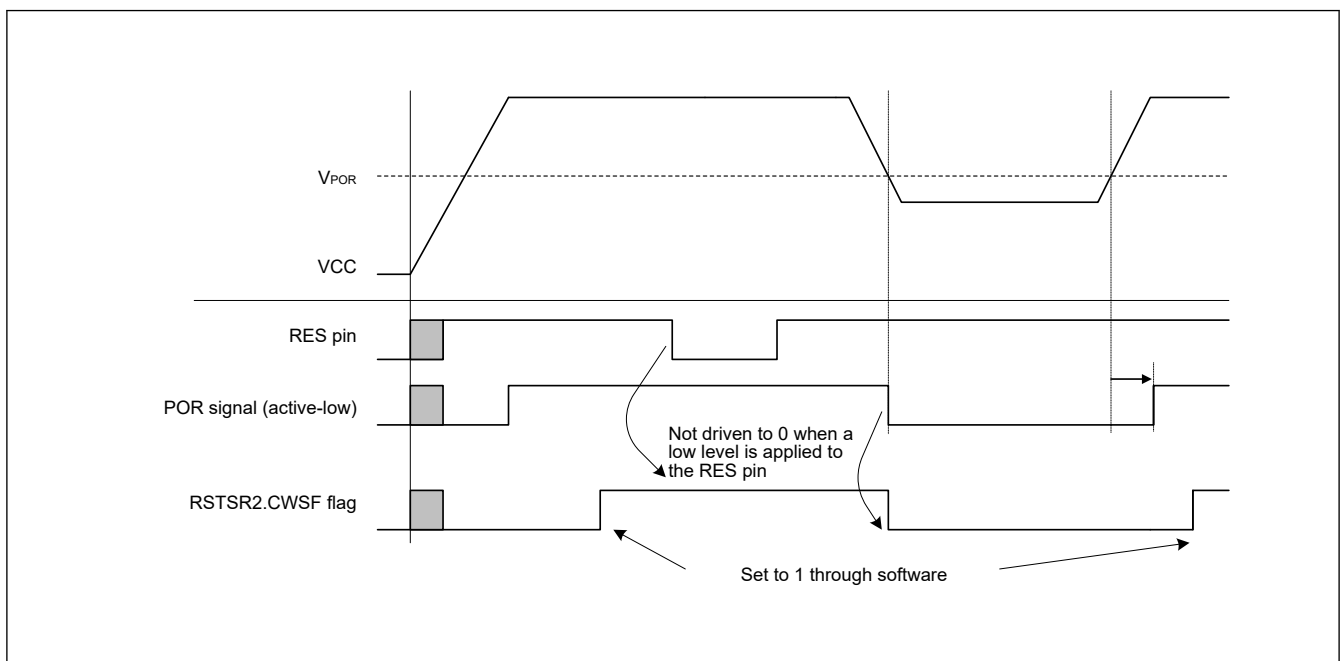 VPOR
VCC
RES pin
POR signal (active-low)
Not driven to 0 when a
low level is applied to
the RES pin
RSTSR2.CWSF flag
Set to 1 through software